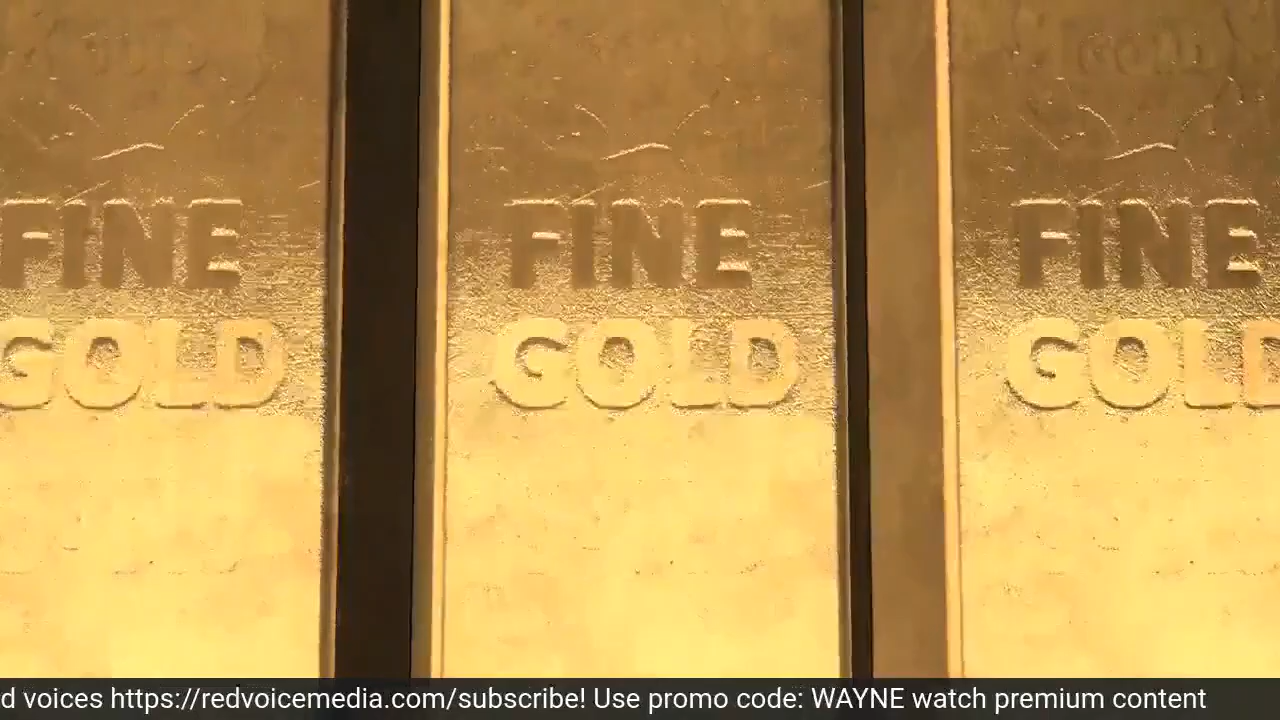 FINE FINE FINE
GOLD GOLD GOLD
d voices https://redvoicemedia.com/subscribe! Use promo code: WAYNE watch premium content